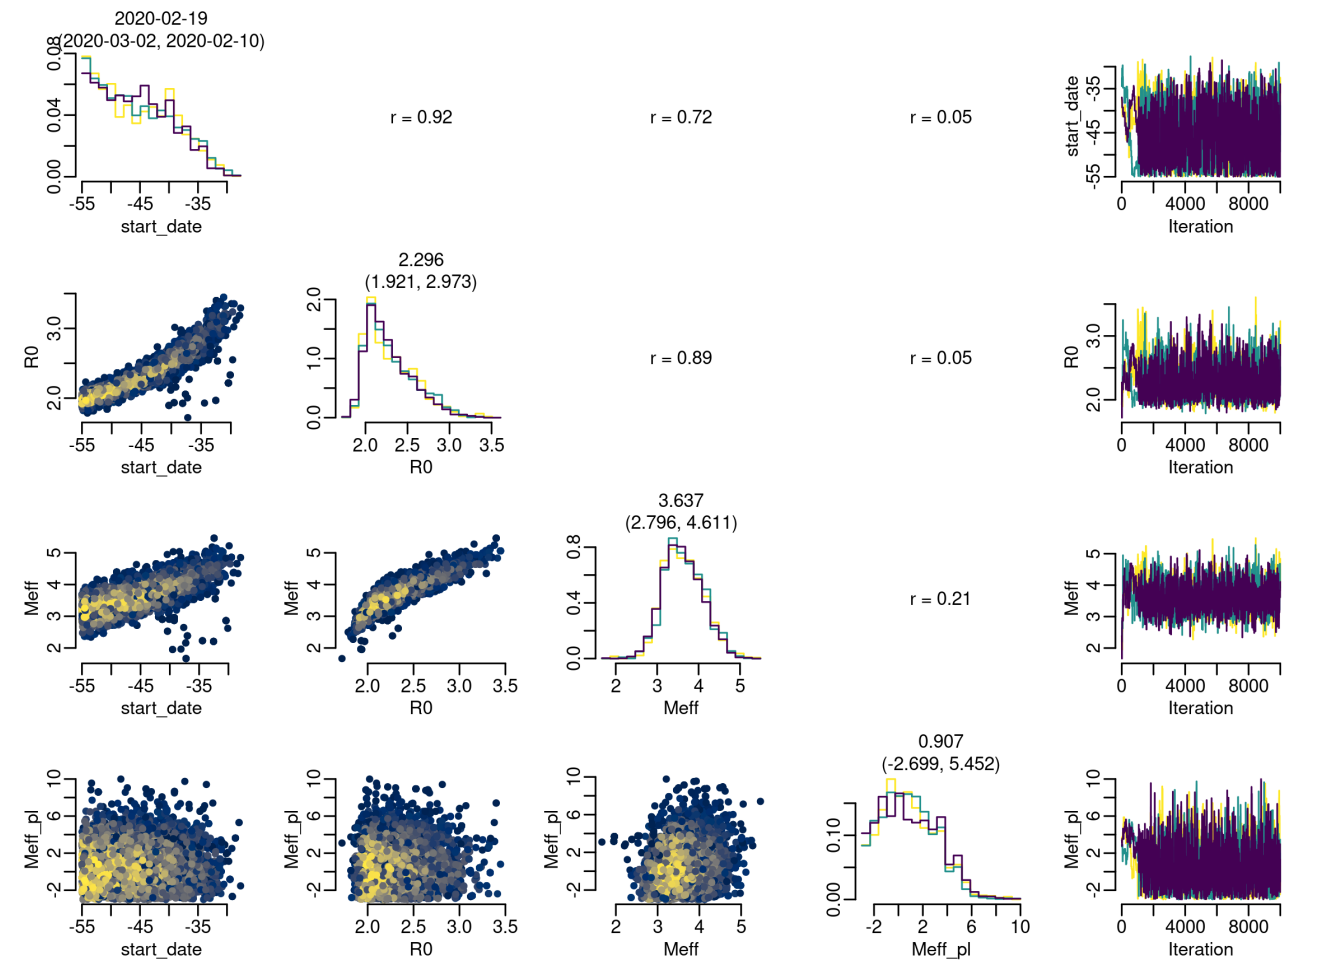 2020-02-19
(2020-03-02, 2020-02-10)
0.00 0.04 0.08
-55 -45 -35
start_date
r = 0.92
r = 0.72
r = 0.05
start_date
-55 -45 -35
0 4000 8000
Iteration
R0
2.0 3.0
-55 -45 -35
start_date
2.296
(1.921, 2.973)
0.0 1.0 2.0
2.0 2.5 3.0 3.5
R0
r = 0.89
r = 0.05
R0
2.0 3.0
0 4000 8000
Iteration
Meff
2 3 4 5
-55 -45 -35
start_date
Meff
2 3 4 5
2.0 2.5 3.0 3.5
R0
3.637
(2.796, 4.611)
0.0 0.4 0.8
2 3 4 5
Meff
r = 0.21
Meff
2 3 4 5
0 4000 8000
Iteration
Meff_pl
-2 2 6 10
-55 -45 -35
start_date
Meff_pl
-2 2 6 10
2.0 2.5 3.0 3.5
R0
Meff_pl
-2 2 6 10
2 3 4 5
Meff
0.907
(-2.699, 5.452)
0.00 0.10
-2 2 6 10
Meff_pl
Meff_pl
-2 2 6 10
0 4000 8000
Iteration